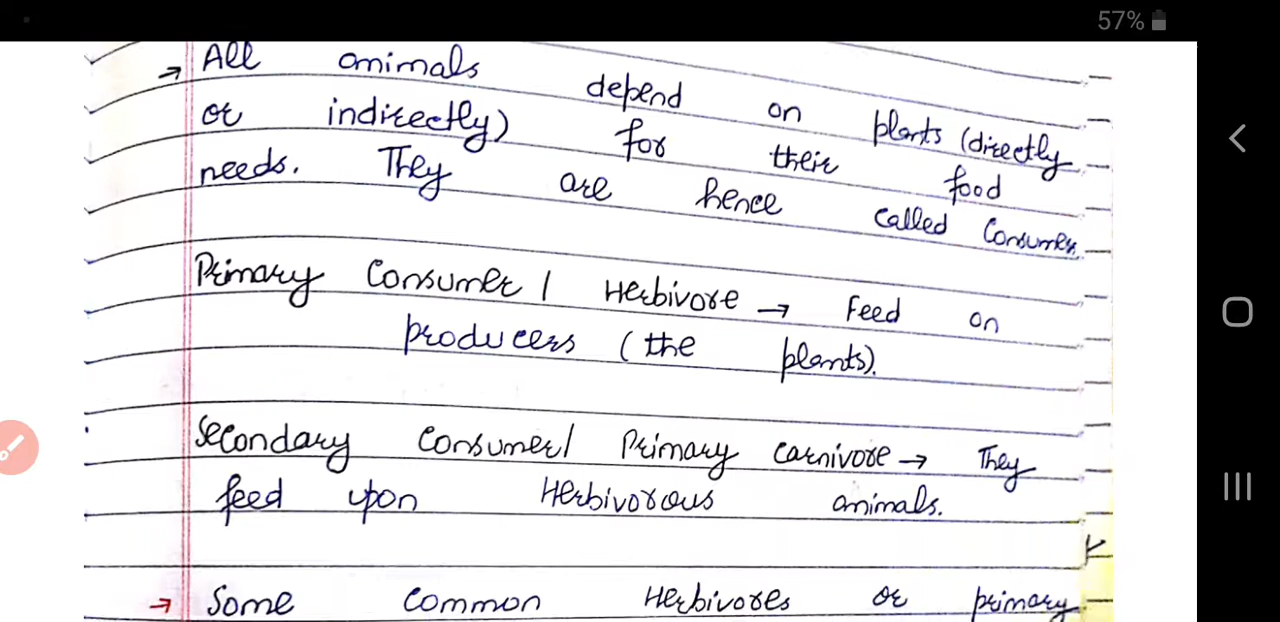 57%
→ All animals depend on plants (directly
or indirectly) for their food
needs. They are hence called Consumer.
Primary Consumer | Herbivore → Feed on
producers (the plants).
Secondary Consumer | Primary carnivore → They
feed upon Herbivorous animals.
→ Some common Herbivores or primary